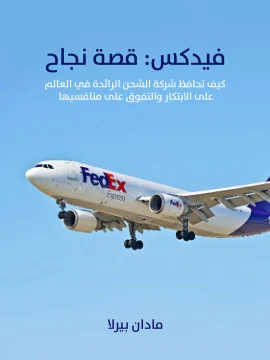 فيدكس: قصة نجاح
كيف تحافظ شركة الشحن الرائدة في العالم
على الابتكار والتفوق على منافسيها
FedEx
Express
مادان بيرلا